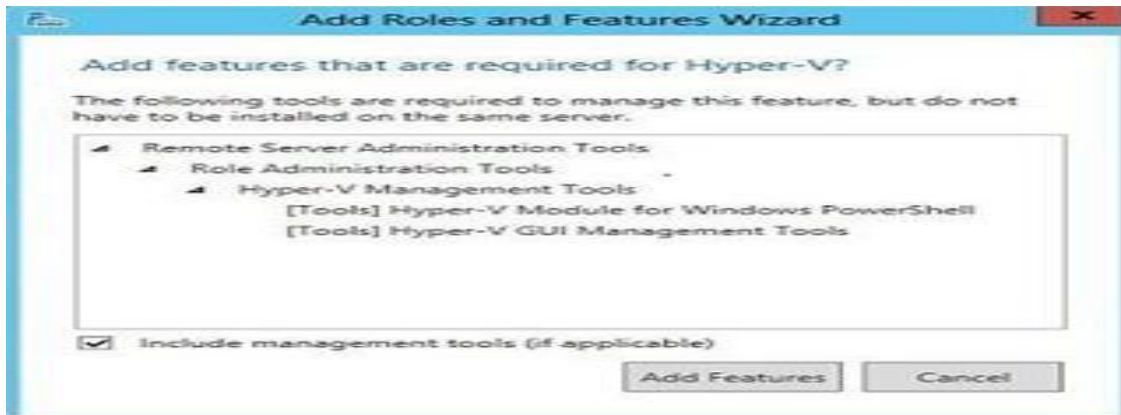 Add Roles and Features Wizard
Add features that are required for Hyper-V?
The following tools are required to manage this feature, but do not
have to be installed on the same server.
Remote Server Administration Tools
Role Administration Tools
Hyper-V Management Tools
[Tools] Hyper-V Module for Windows PowerShell
[Tools] Hyper-V GUI Management Tools
Include management tools (if applicable)
Add Features
Cancel